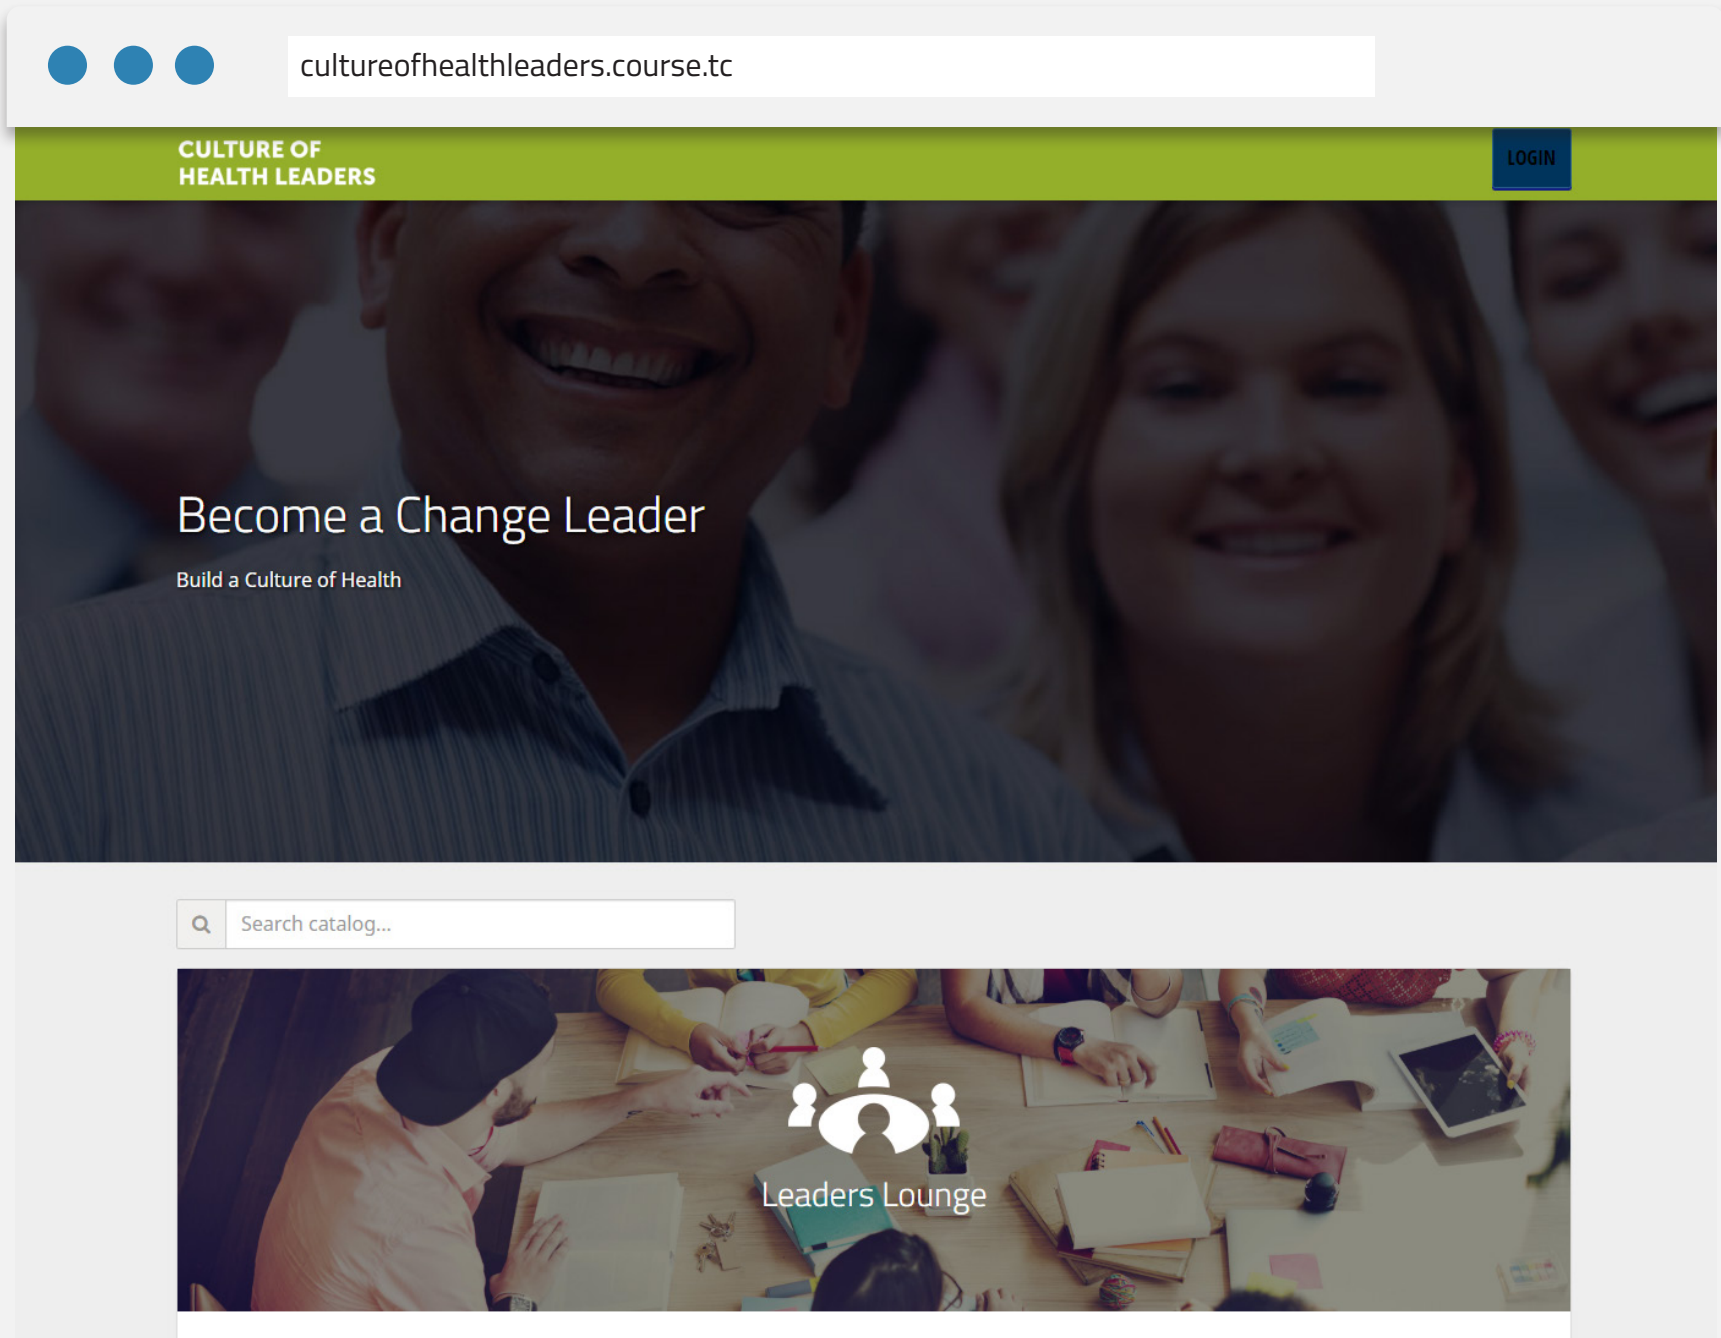 cultureofhealthleaders.course.tc
CULTURE OF
HEALTH LEADERS
LOGIN
Become a Change Leader
Build a Culture of Health
Search catalog...
Leaders Lounge